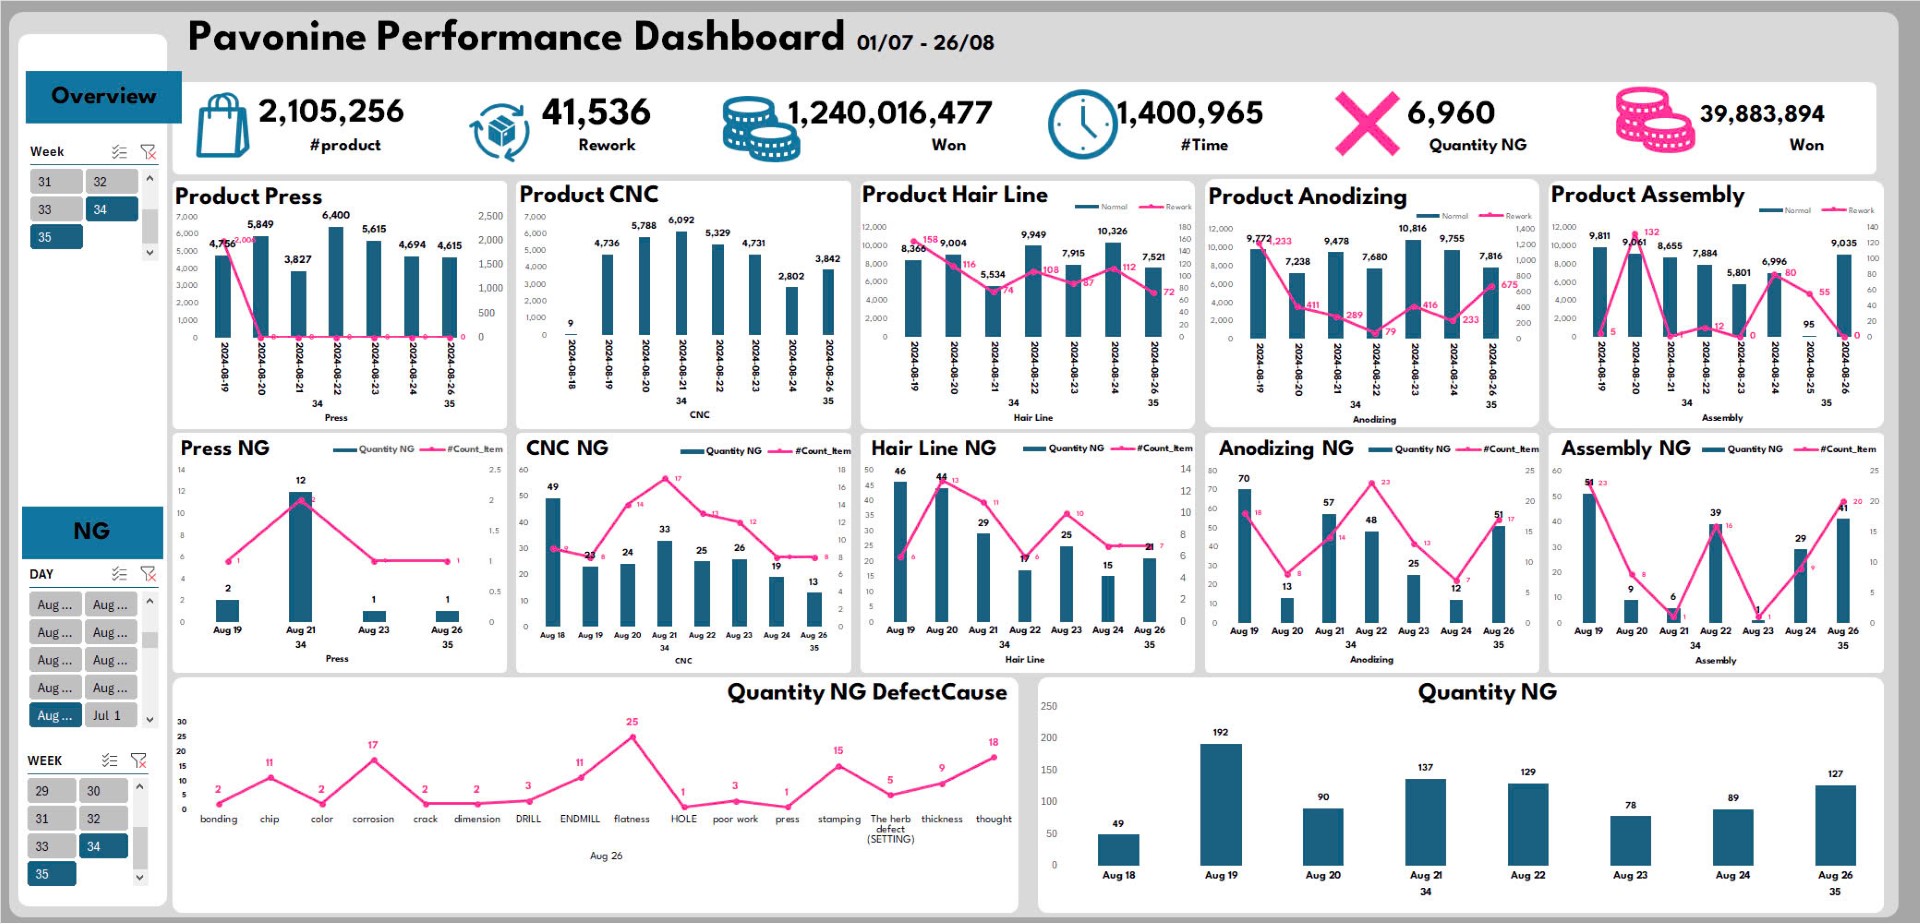 Pavonine Performance Dashboard 01/07 - 26/08
Overview
2,105,256
#product
41,536
Rework
1,240,016,477
Won
1,400,965
#Time
6,960
Quantity NG
39,883,894
Won
Week
31 32
33 34
35
NG
DAY
Aug ... Aug ...
Aug ... Aug ...
Aug ... Aug ...
Aug ... Aug ...
Aug ... Jul 1
WEEK
29 30
31 32
33 34
35
Product Press
7,000
6,000
5,000
4,000
3,000
2,000
1,000
0
2,500
2,000
1,500
1,000
500
0
4,756 5,849 3,827 6,400 5,615 4,694 4,615
2,000 0 0 0 0 0 0
2024-08-19 2024-08-20 2024-08-21 2024-08-22 2024-08-23 2024-08-24 2024-08-26
34 35
Press
Product CNC
7,000
6,000
5,000
4,000
3,000
2,000
1,000
0
9 4,736 5,788 6,092 5,329 4,731 2,802 3,842
2024-08-18 2024-08-19 2024-08-20 2024-08-21 2024-08-22 2024-08-23 2024-08-24 2024-08-26
34 35
CNC
Product Hair Line
Normal Rework
12,000
10,000
8,000
6,000
4,000
2,000
0
180
160
140
120
100
80
60
40
20
0
8,366 9,004 5,534 9,949 7,915 10,326 7,521
158 116 74 108 87 112 72
2024-08-19 2024-08-20 2024-08-21 2024-08-22 2024-08-23 2024-08-24 2024-08-26
34 35
Hair Line
Product Anodizing
Normal Rework
12,000
10,000
8,000
6,000
4,000
2,000
0
1,400
1,200
1,000
800
600
400
200
0
9,772 7,238 9,478 7,680 10,816 9,755 7,816
1,233 411 289 79 416 233 675
2024-08-19 2024-08-20 2024-08-21 2024-08-22 2024-08-23 2024-08-24 2024-08-26
34 35
Anodizing
Product Assembly
Normal Rework
12,000
10,000
8,000
6,000
4,000
2,000
0
140
120
100
80
60
40
20
0
9,811 9,061 8,655 7,884 5,801 6,996 95 9,035
5 132 1 12 0 80 55 0
2024-08-19 2024-08-20 2024-08-21 2024-08-22 2024-08-23 2024-08-24 2024-08-25 2024-08-26
34 35
Assembly
Press NG
Quantity NG #Count_Item
14
12
10
8
6
4
2
0
2.5
2
1.5
1
0.5
0
2 12 1 1
1 2 1 1
Aug 19 Aug 21 Aug 23 Aug 26
34 35
Press
CNC NG
Quantity NG #Count_Item
60
50
40
30
20
10
0
18
16
14
12
10
8
6
4
2
0
49 23 24 33 25 26 19 13
9 8 14 17 13 12 8 8
Aug 18 Aug 19 Aug 20 Aug 21 Aug 22 Aug 23 Aug 24 Aug 26
34 35
CNC
Hair Line NG
Quantity NG #Count_Item
50
45
40
35
30
25
20
15
10
5
0
14
12
10
8
6
4
2
0
46 44 29 17 25 15 21
6 13 11 6 10 7 7
Aug 19 Aug 20 Aug 21 Aug 22 Aug 23 Aug 24 Aug 26
34 35
Hair Line
Anodizing NG
Quantity NG #Count_Item
80
70
60
50
40
30
20
10
0
25
20
15
10
5
0
70 13 57 48 25 12 51
18 8 14 23 13 7 17
Aug 19 Aug 20 Aug 21 Aug 22 Aug 23 Aug 24 Aug 26
34 35
Anodizing
Assembly NG
Quantity NG #Count_Item
60
50
40
30
20
10
0
25
20
15
10
5
0
51 9 6 39 1 29 41
23 8 1 16 1 9 20
Aug 19 Aug 20 Aug 21 Aug 22 Aug 23 Aug 24 Aug 26
34 35
Assembly
Quantity NG DefectCause
30
25
20
15
10
5
0
2 11 2 17 2 2 3 11 25 1 3 1 15 5 9 18
bonding chip color corrosion crack dimension DRILL ENDMILL flatness HOLE poor work press stamping The herb defect (SETTING) thickness thought
Aug 26
Quantity NG
250
200
150
100
50
0
49 192 90 137 129 78 89 127
Aug 18 Aug 19 Aug 20 Aug 21 Aug 22 Aug 23 Aug 24 Aug 26
34 35